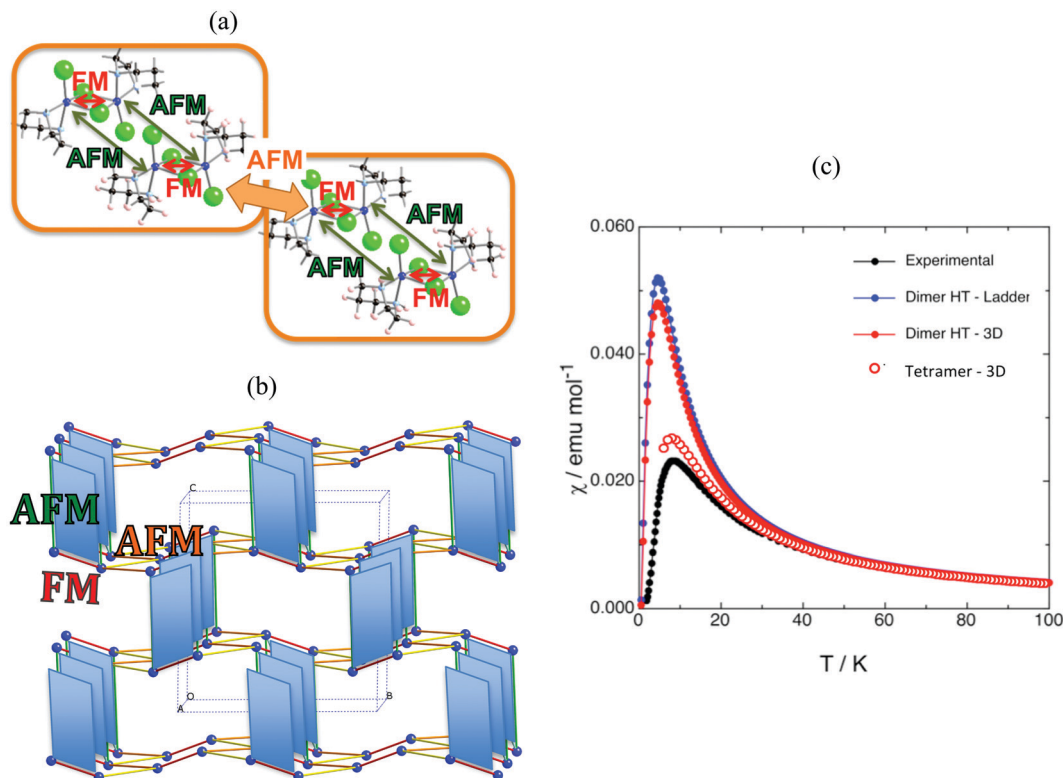 (a)
FM
AFM
AFM
FM
AFM
FM
AFM
AFM
FM
(b)
C
AFM
AFM
FM
O
A
B
(c)
0.060
0.040
0.020
0.000
χ / emu mol⁻¹
Experimental
Dimer HT - Ladder
Dimer HT - 3D
Tetramer - 3D
0
20
40
60
80
100
T / K